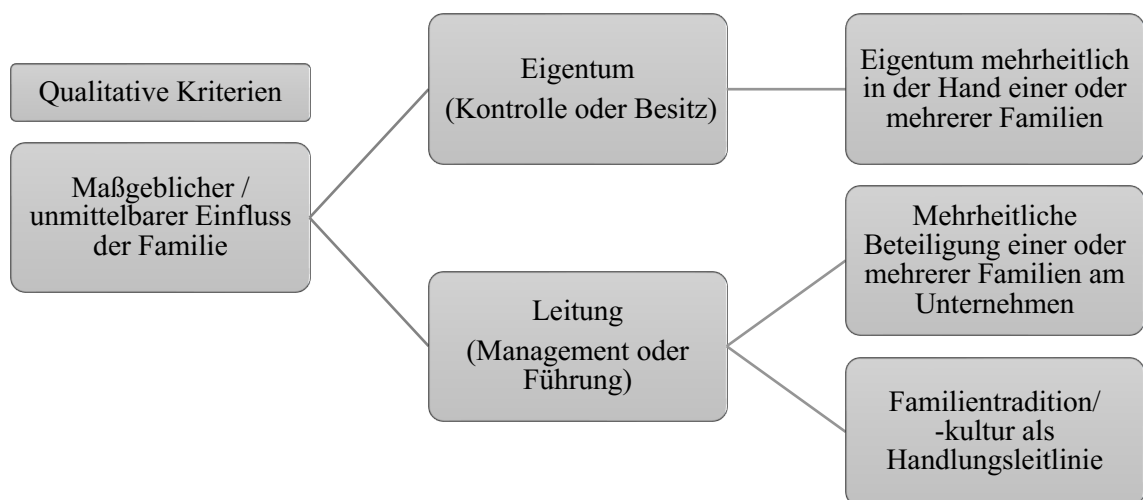 Qualitative Kriterien
Maßgeblicher /
unmittelbarer Einfluss
der Familie
Eigentum
(Kontrolle oder Besitz)
Leitung
(Management oder
Führung)
Eigentum mehrheitlich
in der Hand einer oder
mehrerer Familien
Mehrheitliche
Beteiligung einer oder
mehrerer Familien am
Unternehmen
Familientradition/
-kultur als
Handlungsleitlinie